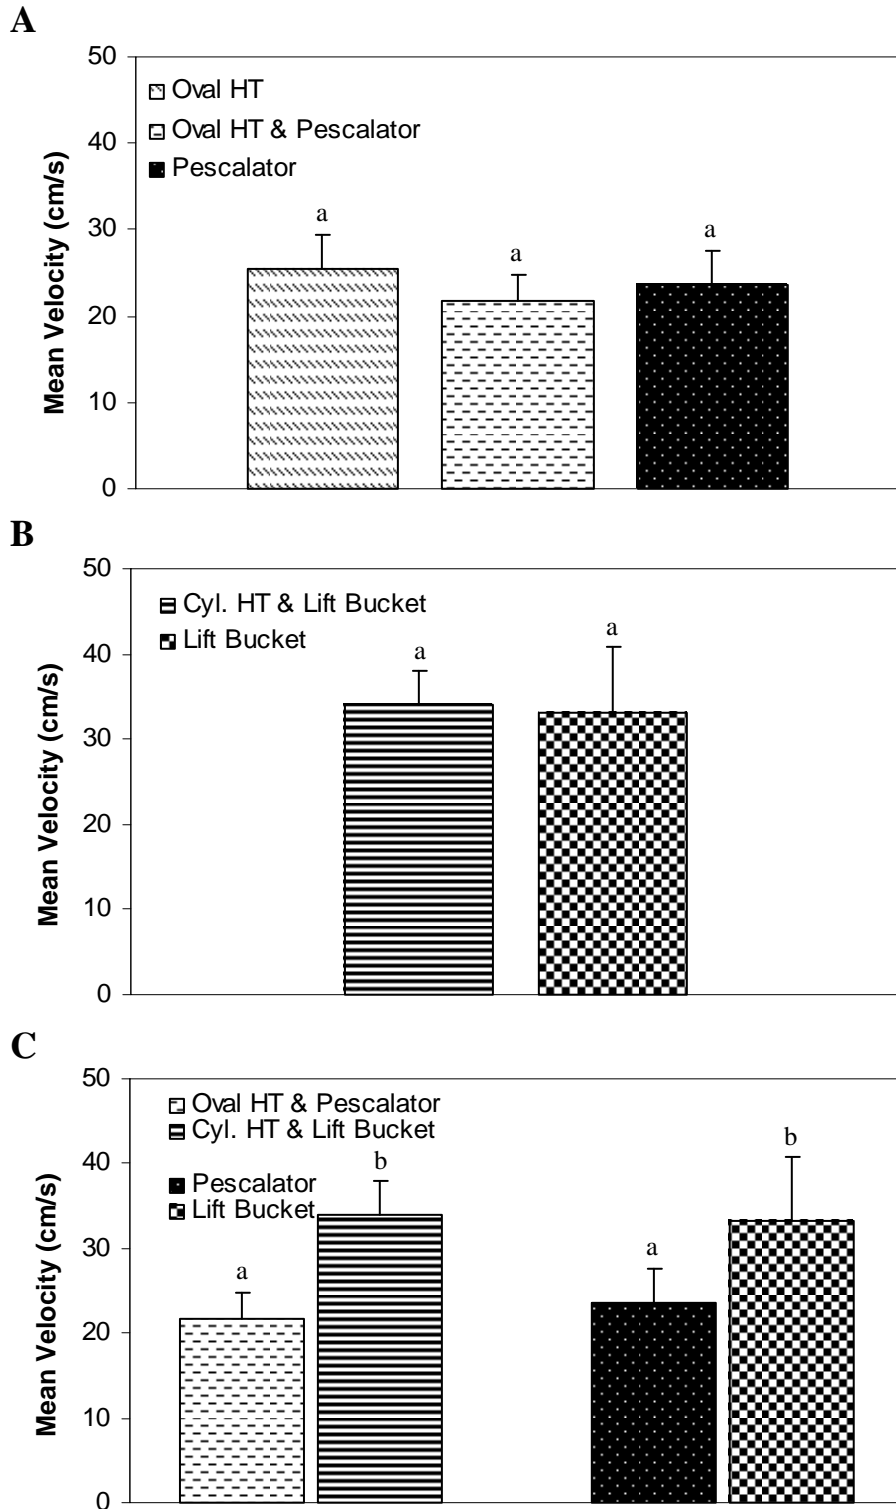 A
50
40
30
20
10
0
Mean Velocity (cm/s)
Oval HT
Oval HT & Pescalator
Pescalator
a
a
a
B
50
40
30
20
10
0
Mean Velocity (cm/s)
Cyl. HT & Lift Bucket
Lift Bucket
a
a
C
50
40
30
20
10
0
Mean Velocity (cm/s)
Oval HT & Pescalator
Cyl. HT & Lift Bucket
Pescalator
Lift Bucket
a
b
a
b